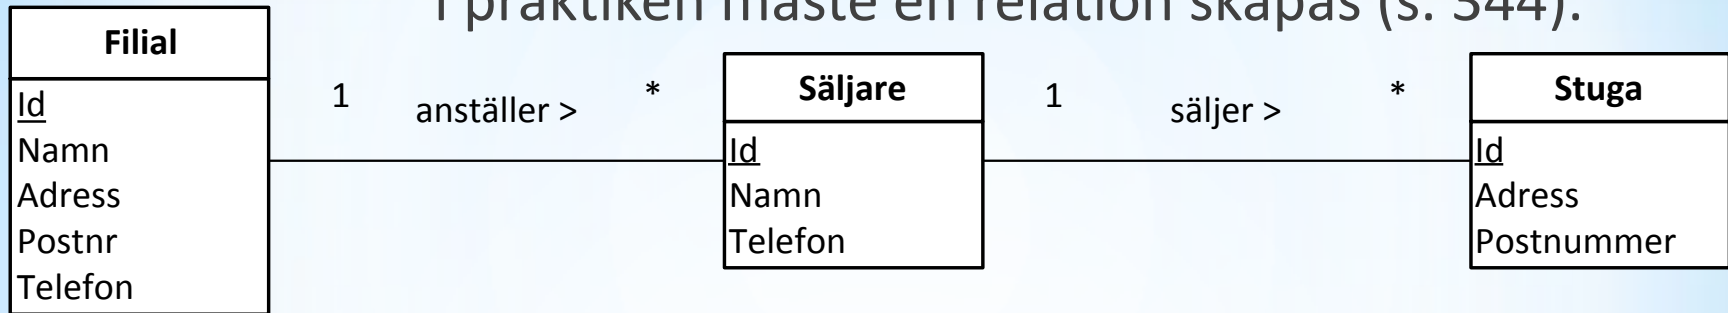 I praktiken måste en relation skapas (s. 344).
Filial
Id
Namn
Adress
Postnr
Telefon
1 anställer > *
Säljare
Id
Namn
Telefon
1 säljer > *
Stuga
Id
Adress
Postnummer